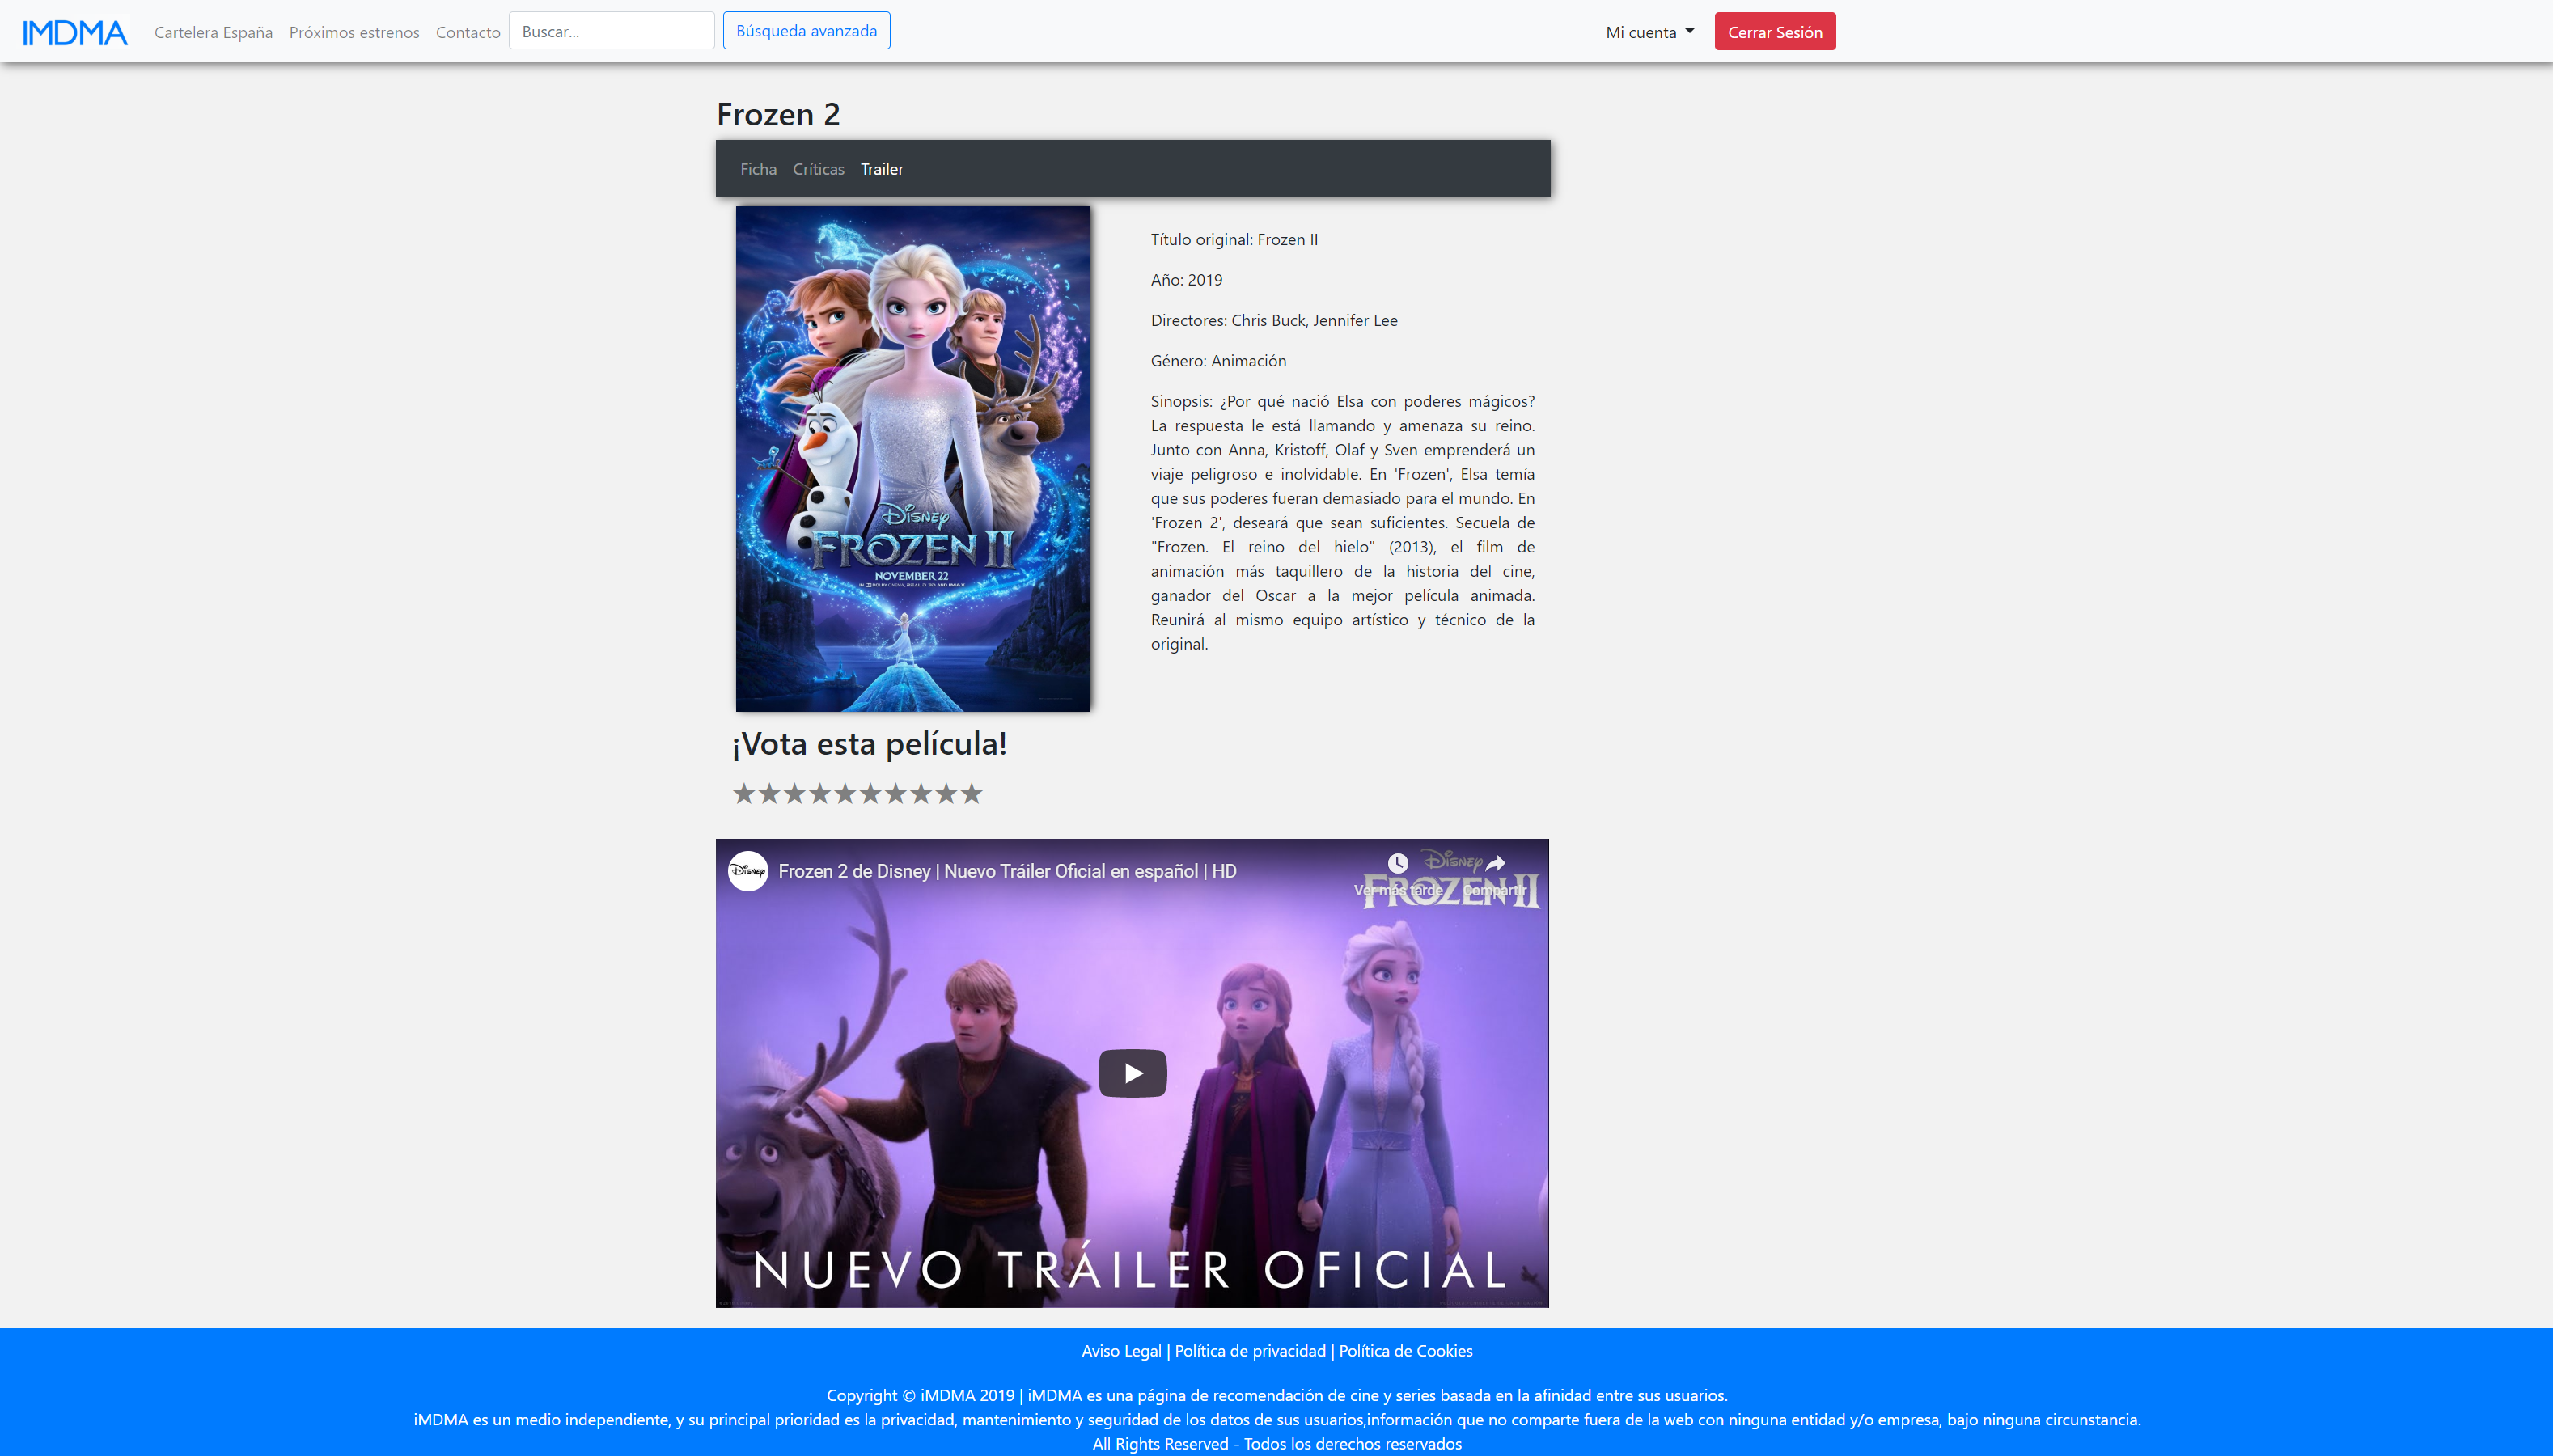 IMDMA Cartelera España Próximos estrenos Contacto Buscar... Búsqueda avanzada Mi cuenta Cerrar Sesión
Frozen 2
Ficha Críticas Trailer
DISNEY
FROZEN II
NOVEMBER 22
IN DOLBY CINEMA, REAL D 3D AND IMAX
Título original: Frozen II
Año: 2019
Directores: Chris Buck, Jennifer Lee
Género: Animación
Sinopsis: ¿Por qué nació Elsa con poderes mágicos?
La respuesta le está llamando y amenaza su reino.
Junto con Anna, Kristoff, Olaf y Sven emprenderá un
viaje peligroso e inolvidable. En 'Frozen', Elsa temía
que sus poderes fueran demasiado para el mundo. En
'Frozen 2', deseará que sean suficientes. Secuela de
"Frozen. El reino del hielo" (2013), el film de
animación más taquillero de la historia del cine,
ganador del Oscar a la mejor película animada.
Reunirá al mismo equipo artístico y técnico de la
original.
¡Vota esta película!
DISNEY Frozen 2 de Disney | Nuevo Tráiler Oficial en español | HD
DISNEY
Ver más tarde Compartir
FROZEN II
NUEVO TRÁILER OFICIAL
Aviso Legal | Política de privacidad | Política de Cookies
Copyright © iMDMA 2019 | iMDMA es una página de recomendación de cine y series basada en la afinidad entre sus usuarios.
iMDMA es un medio independiente, y su principal prioridad es la privacidad, mantenimiento y seguridad de los datos de sus usuarios,información que no comparte fuera de la web con ninguna entidad y/o empresa, bajo ninguna circunstancia.
All Rights Reserved - Todos los derechos reservados